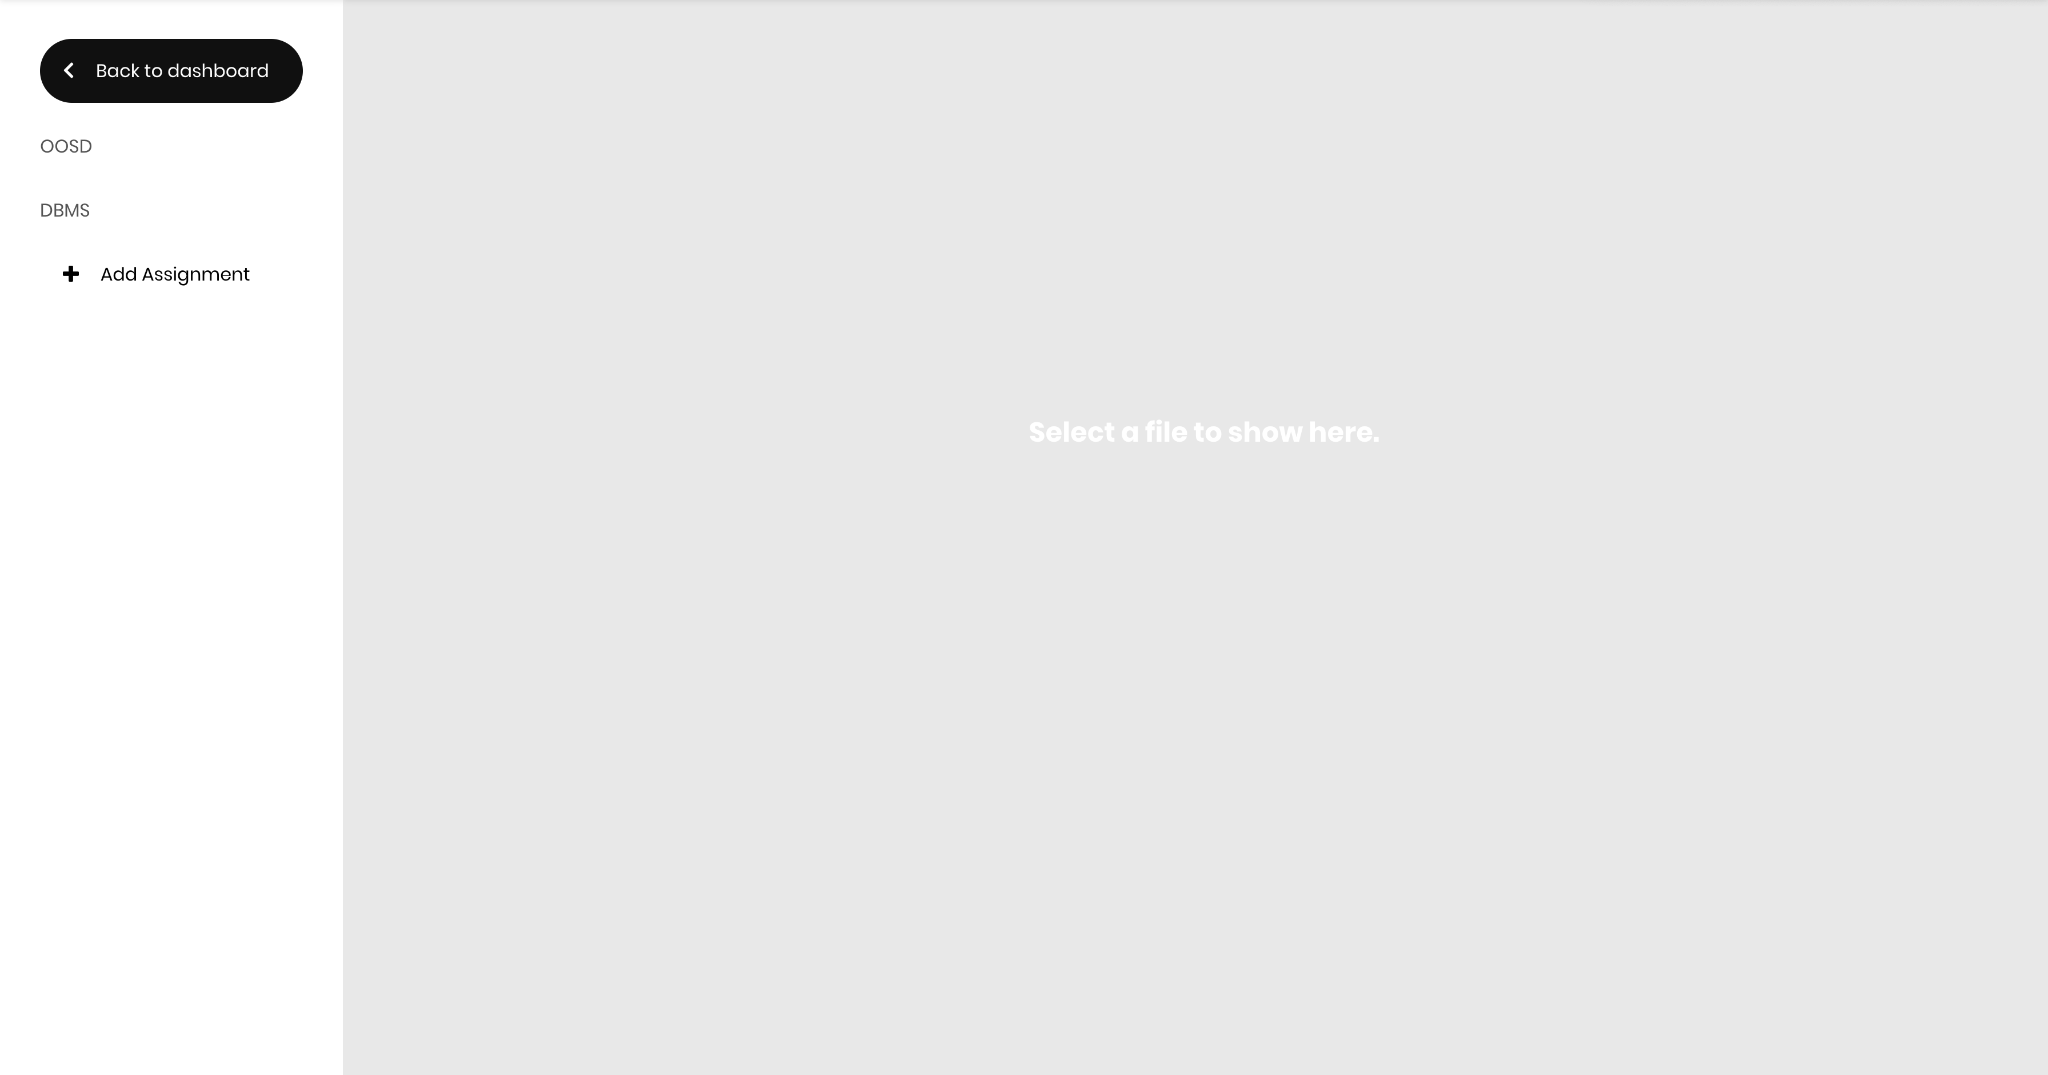 Back to dashboard
OOSD
DBMS
Add Assignment
Select a file to show here.